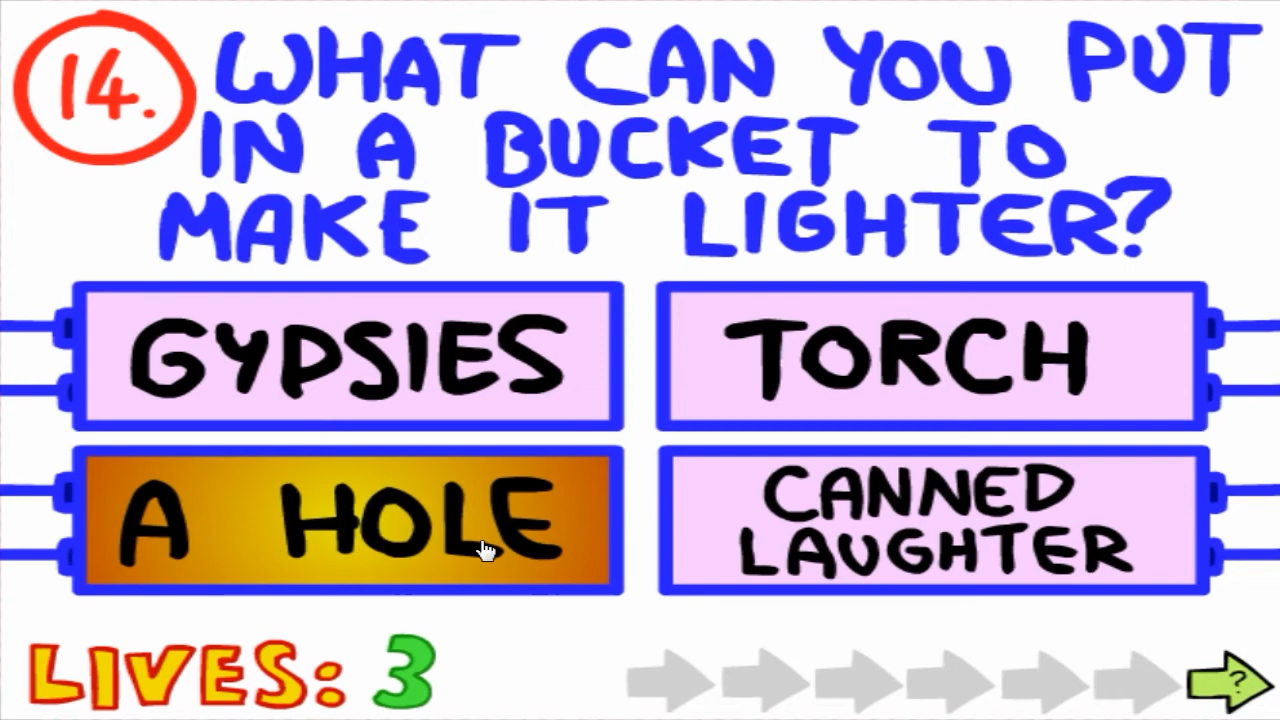 14. WHAT CAN YOU PUT
IN A BUCKET TO
MAKE IT LIGHTER?
GYPSIES
TORCH
A HOLE
CANNED
LAUGHTER
LIVES: 3
?